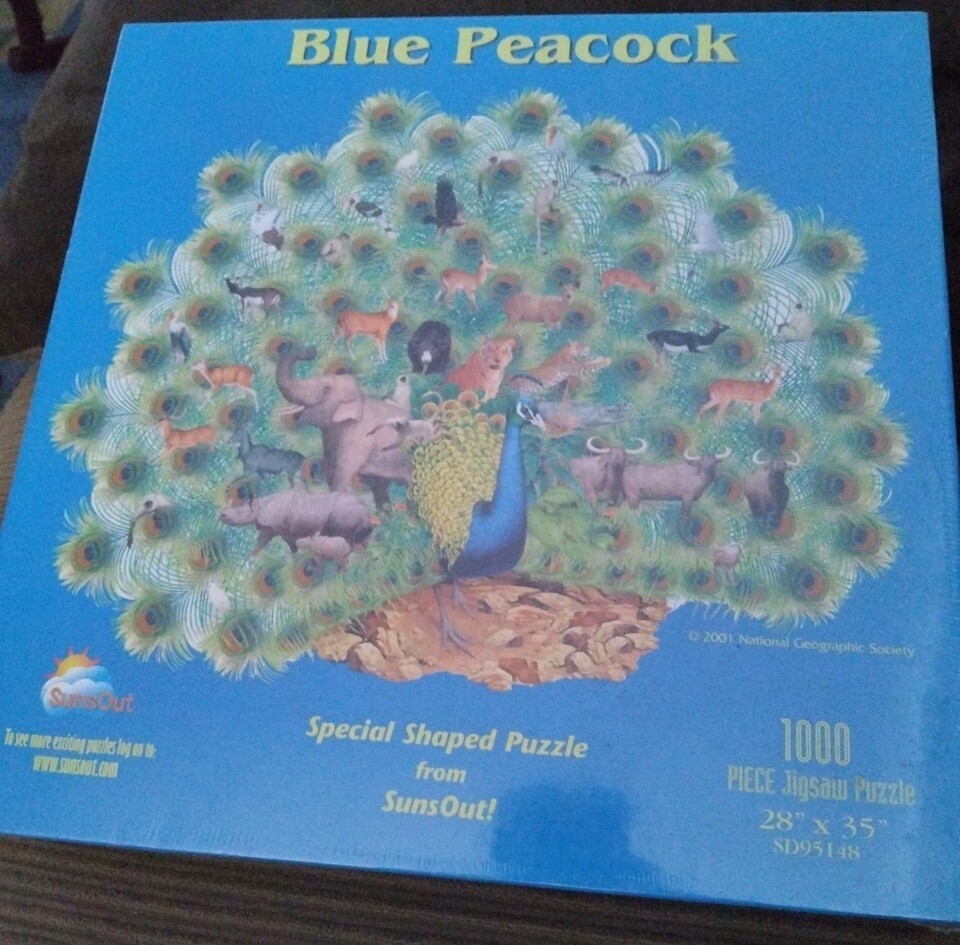 Blue Peacock
© 2001 National Geographic Society
SunsOut
To see more exciting puzzles log on to:
www.sunsout.com
Special Shaped Puzzle
from
SunsOut!
1000
PIECE Jigsaw Puzzle
28” x 35”
SD95148